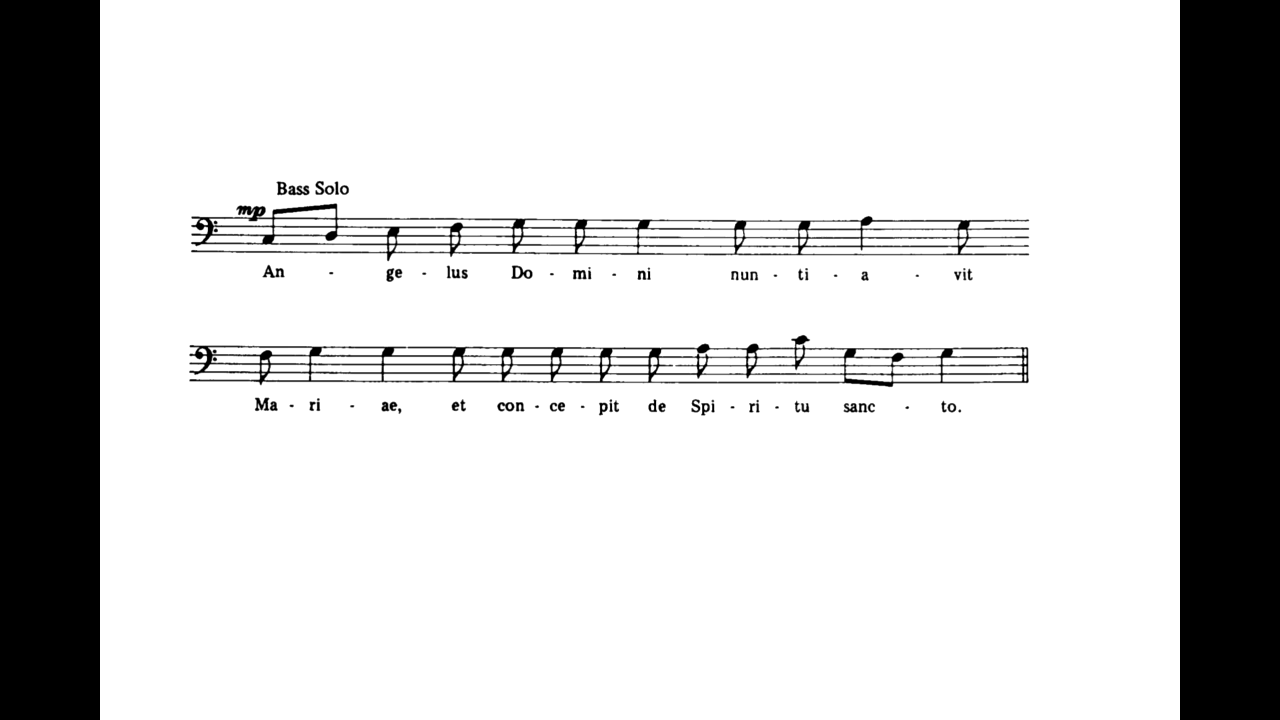 Bass Solo
mp
An - ge - lus Do - mi - ni nun - ti - a - vit
Ma - ri - ae, et con - ce - pit de Spi - ri - tu sanc - to.